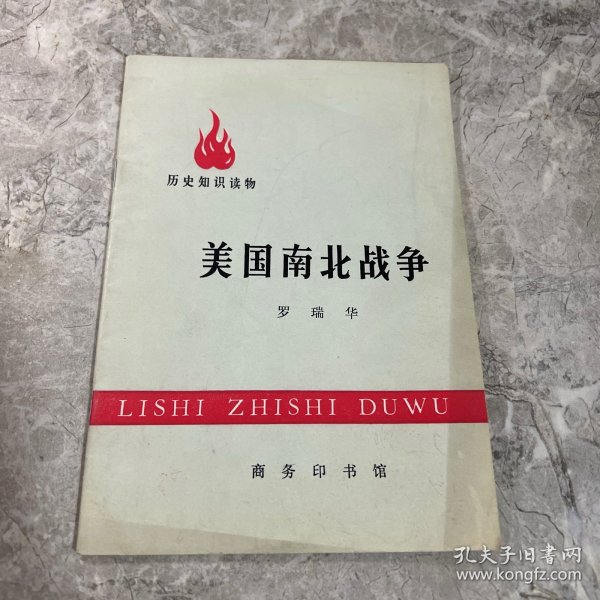 历史知识读物
美国南北战争
罗瑞华
LISHI ZHISHI DUWU
商务印书馆
孔夫子旧书网
www.kongfz.com